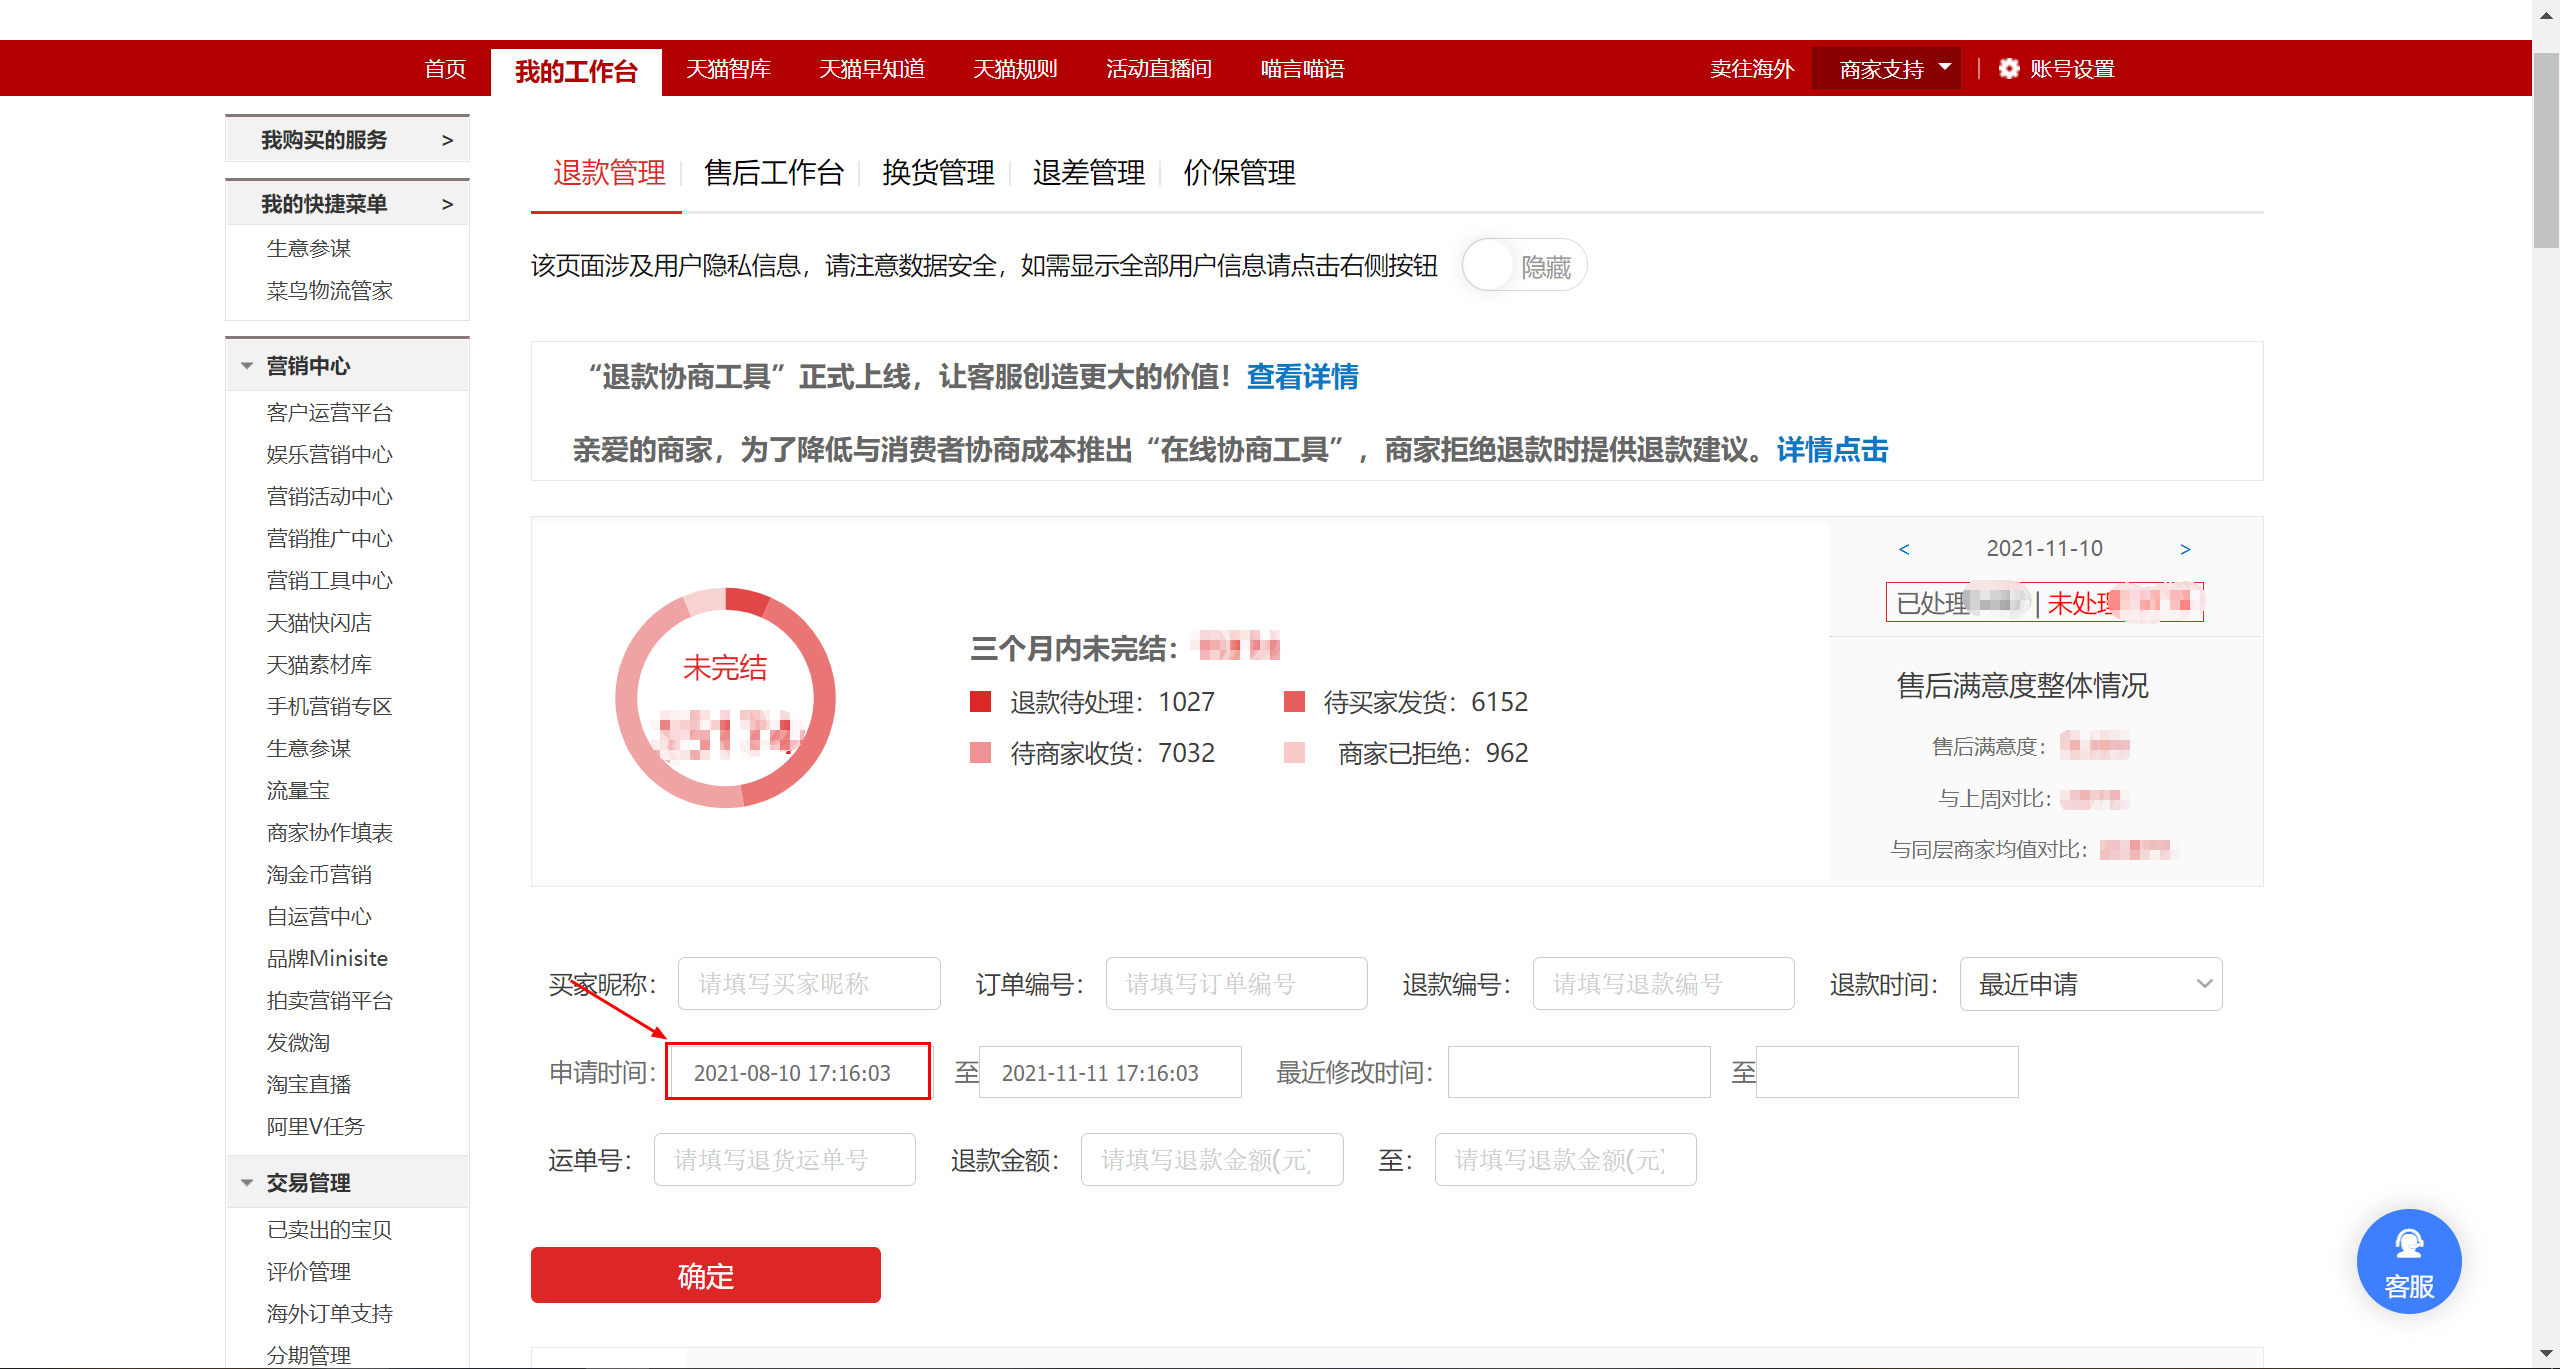 首页 我的工作台 天猫智库 天猫早知道 天猫规则 活动直播间 喵言喵语 卖往海外 商家支持 | 账号设置
我购买的服务 >
我的快捷菜单 >
生意参谋
菜鸟物流管家
营销中心
客户运营平台
娱乐营销中心
营销活动中心
营销推广中心
营销工具中心
天猫快闪店
天猫素材库
手机营销专区
生意参谋
流量宝
商家协作填表
淘金币营销
自运营中心
品牌Minisite
拍卖营销平台
发微淘
淘宝直播
阿里V任务
交易管理
已卖出的宝贝
评价管理
海外订单支持
分期管理
退款管理 售后工作台 换货管理 退差管理 价保管理
该页面涉及用户隐私信息，请注意数据安全，如需显示全部用户信息请点击右侧按钮 隐藏
“退款协商工具”正式上线，让客服创造更大的价值！查看详情
亲爱的商家，为了降低与消费者协商成本推出“在线协商工具”，商家拒绝退款时提供退款建议。详情点击
未完结
三个月内未完结：
退款待处理：1027 待买家发货：6152
待商家收货：7032 商家已拒绝：962
< 2021-11-10 >
已处理 | 未处理
售后满意度整体情况
售后满意度：
与上周对比：
与同层商家均值对比：
买家昵称： 请填写买家昵称 订单编号： 请填写订单编号 退款编号： 请填写退款编号 退款时间： 最近申请
申请时间： 2021-08-10 17:16:03 至 2021-11-11 17:16:03 最近修改时间： 至
运单号： 请填写退货运单号 退款金额： 请填写退款金额(元) 至： 请填写退款金额(元)
确定
客服